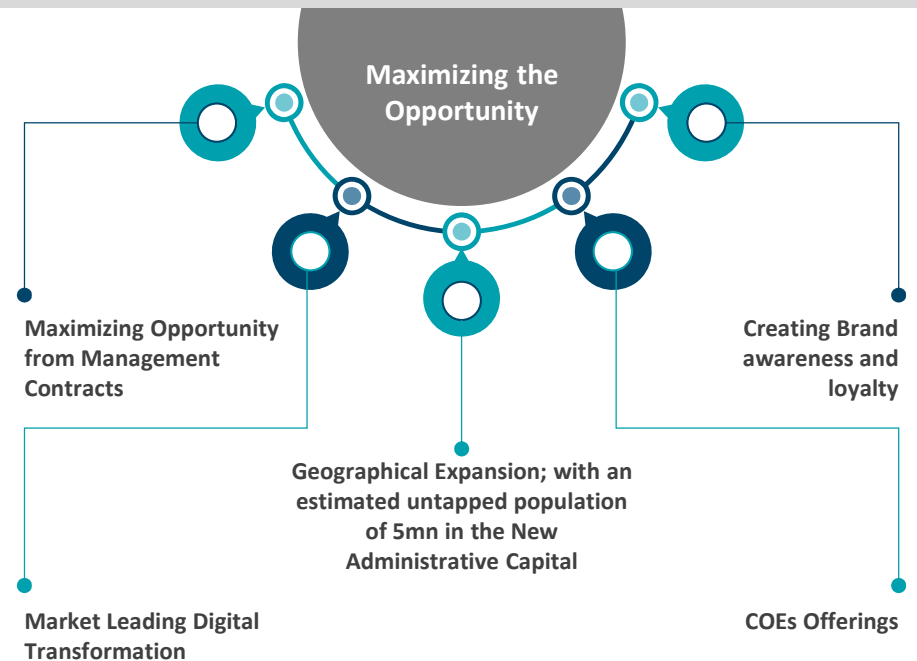 Maximizing the
Opportunity
Maximizing Opportunity
from Management
Contracts
Creating Brand
awareness and
loyalty
Geographical Expansion; with an
estimated untapped population
of 5mn in the New
Administrative Capital
Market Leading Digital
Transformation
COEs Offerings